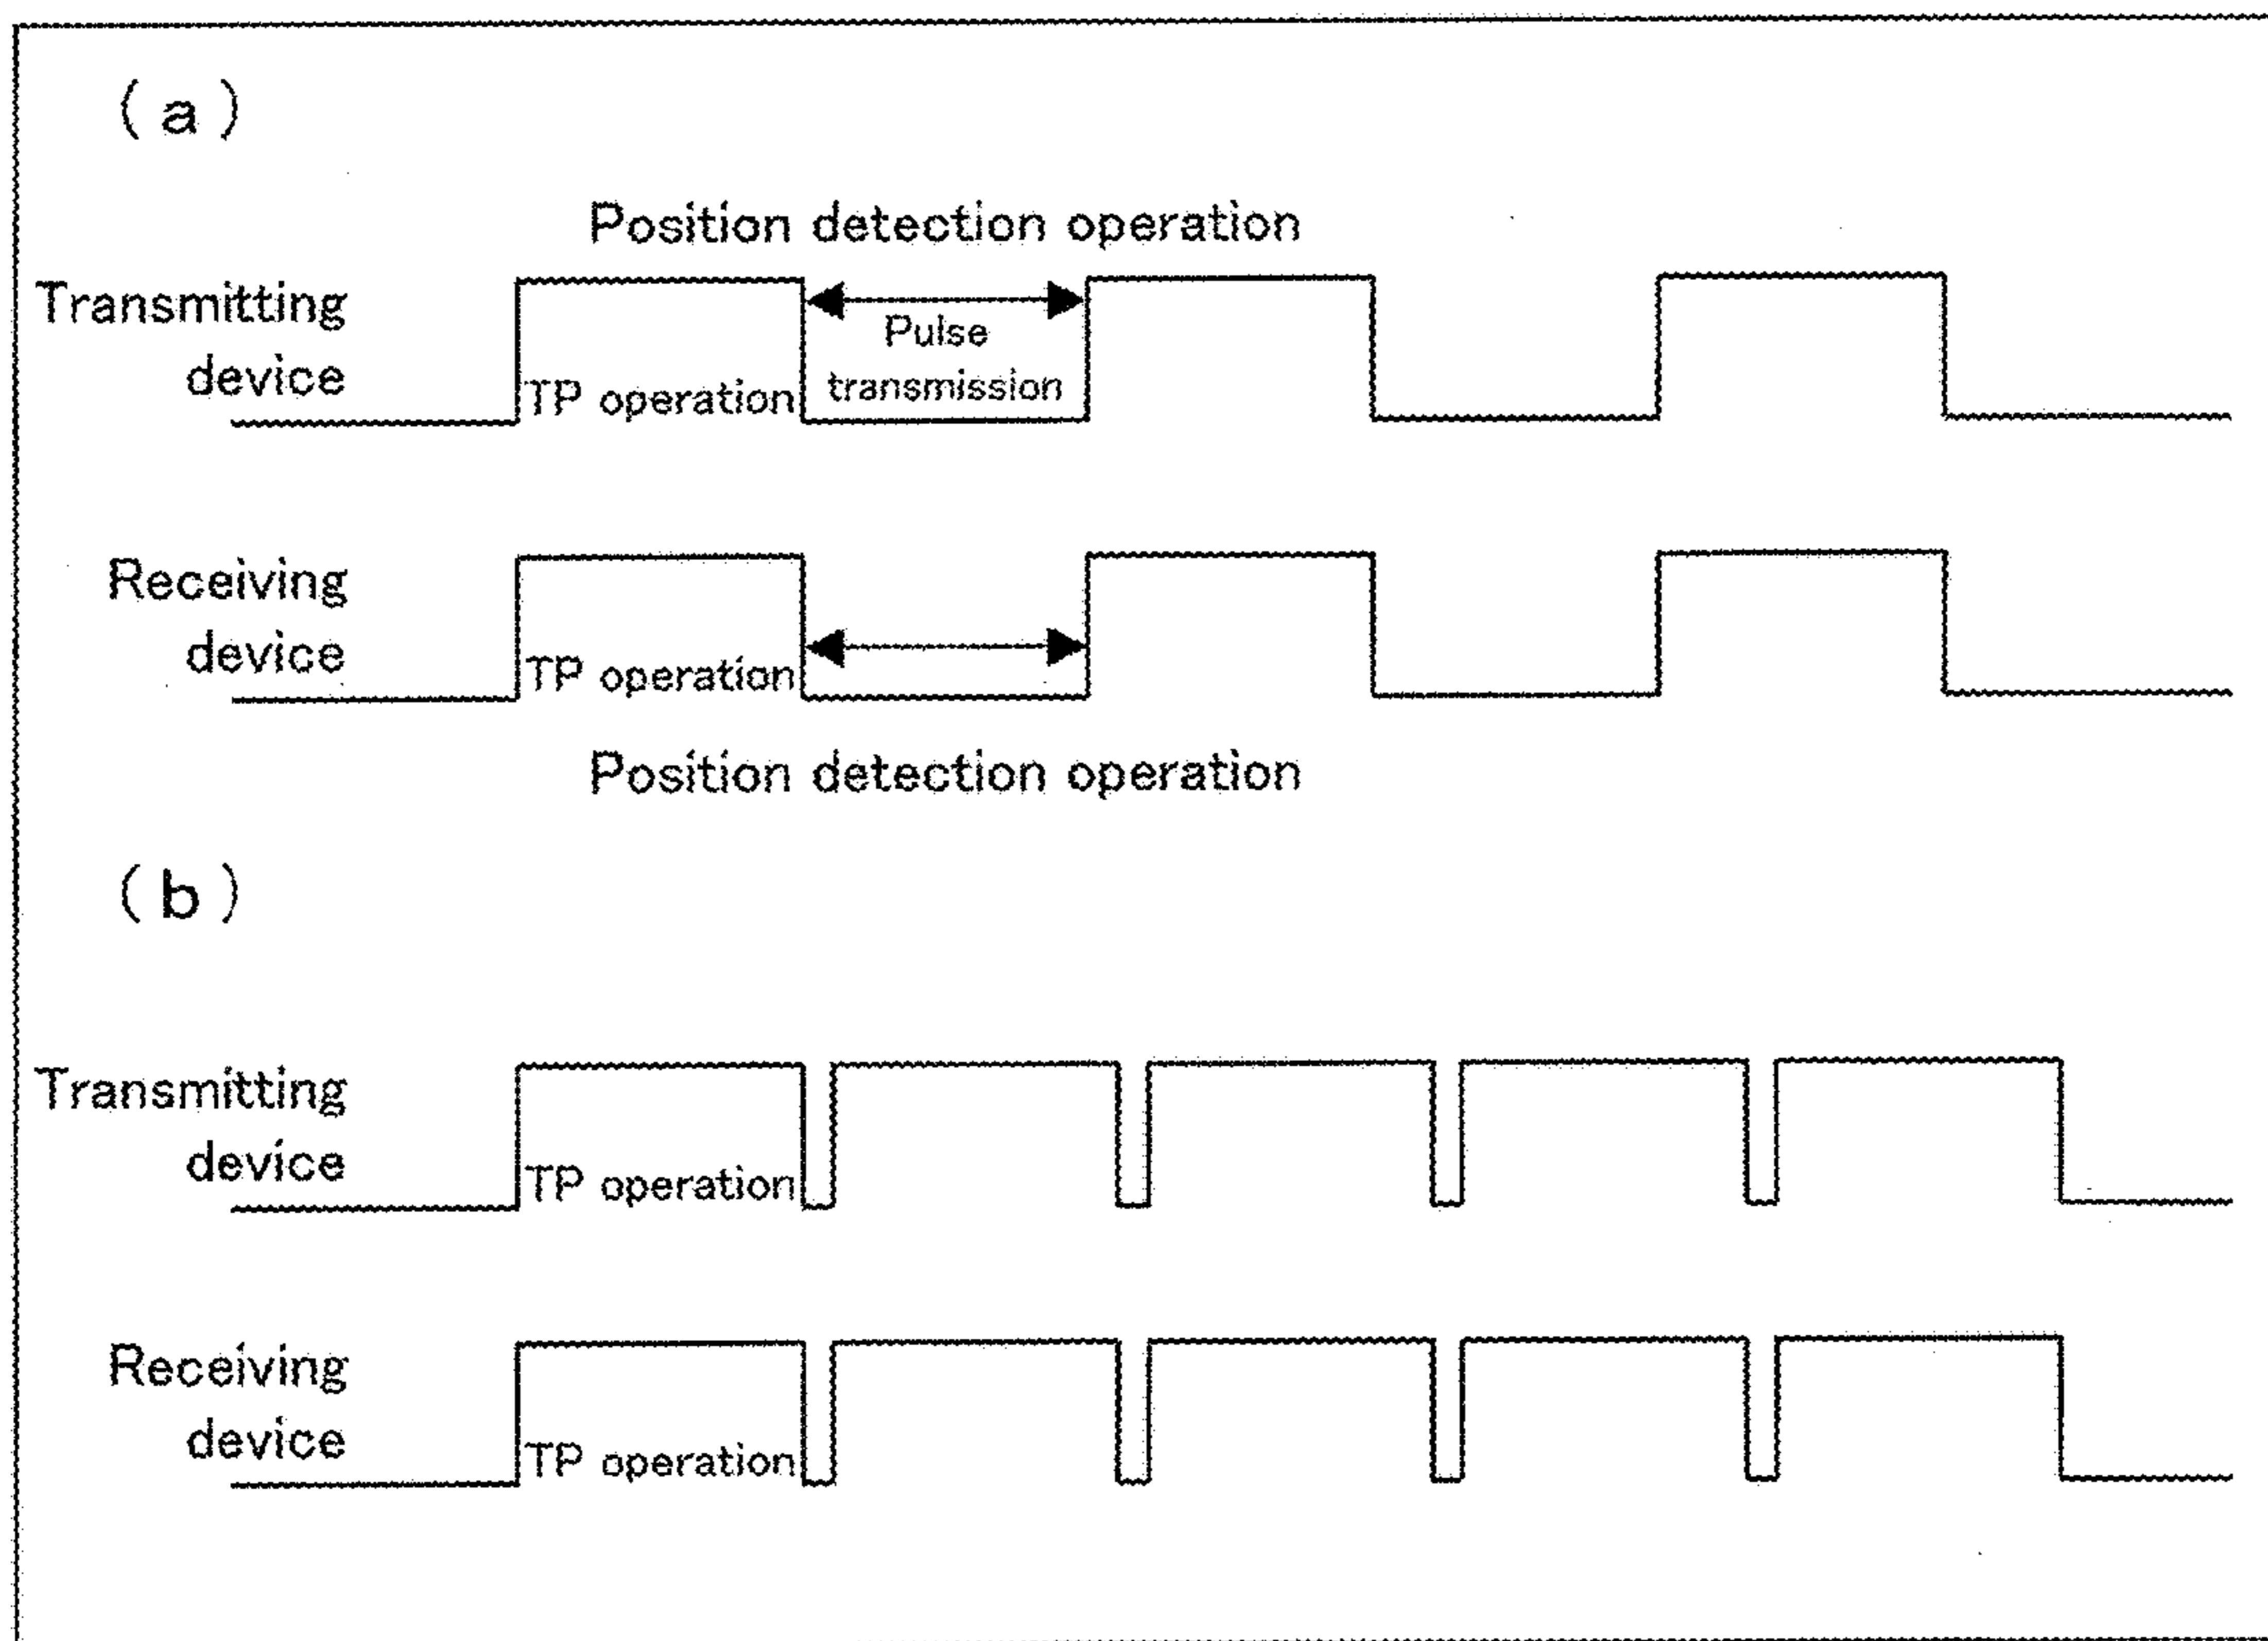 (a)
Position detection operation
Transmitting
device
TP operation
Pulse
transmission
Receiving
device
TP operation
Position detection operation
(b)
Transmitting
device
TP operation
Receiving
device
TP operation